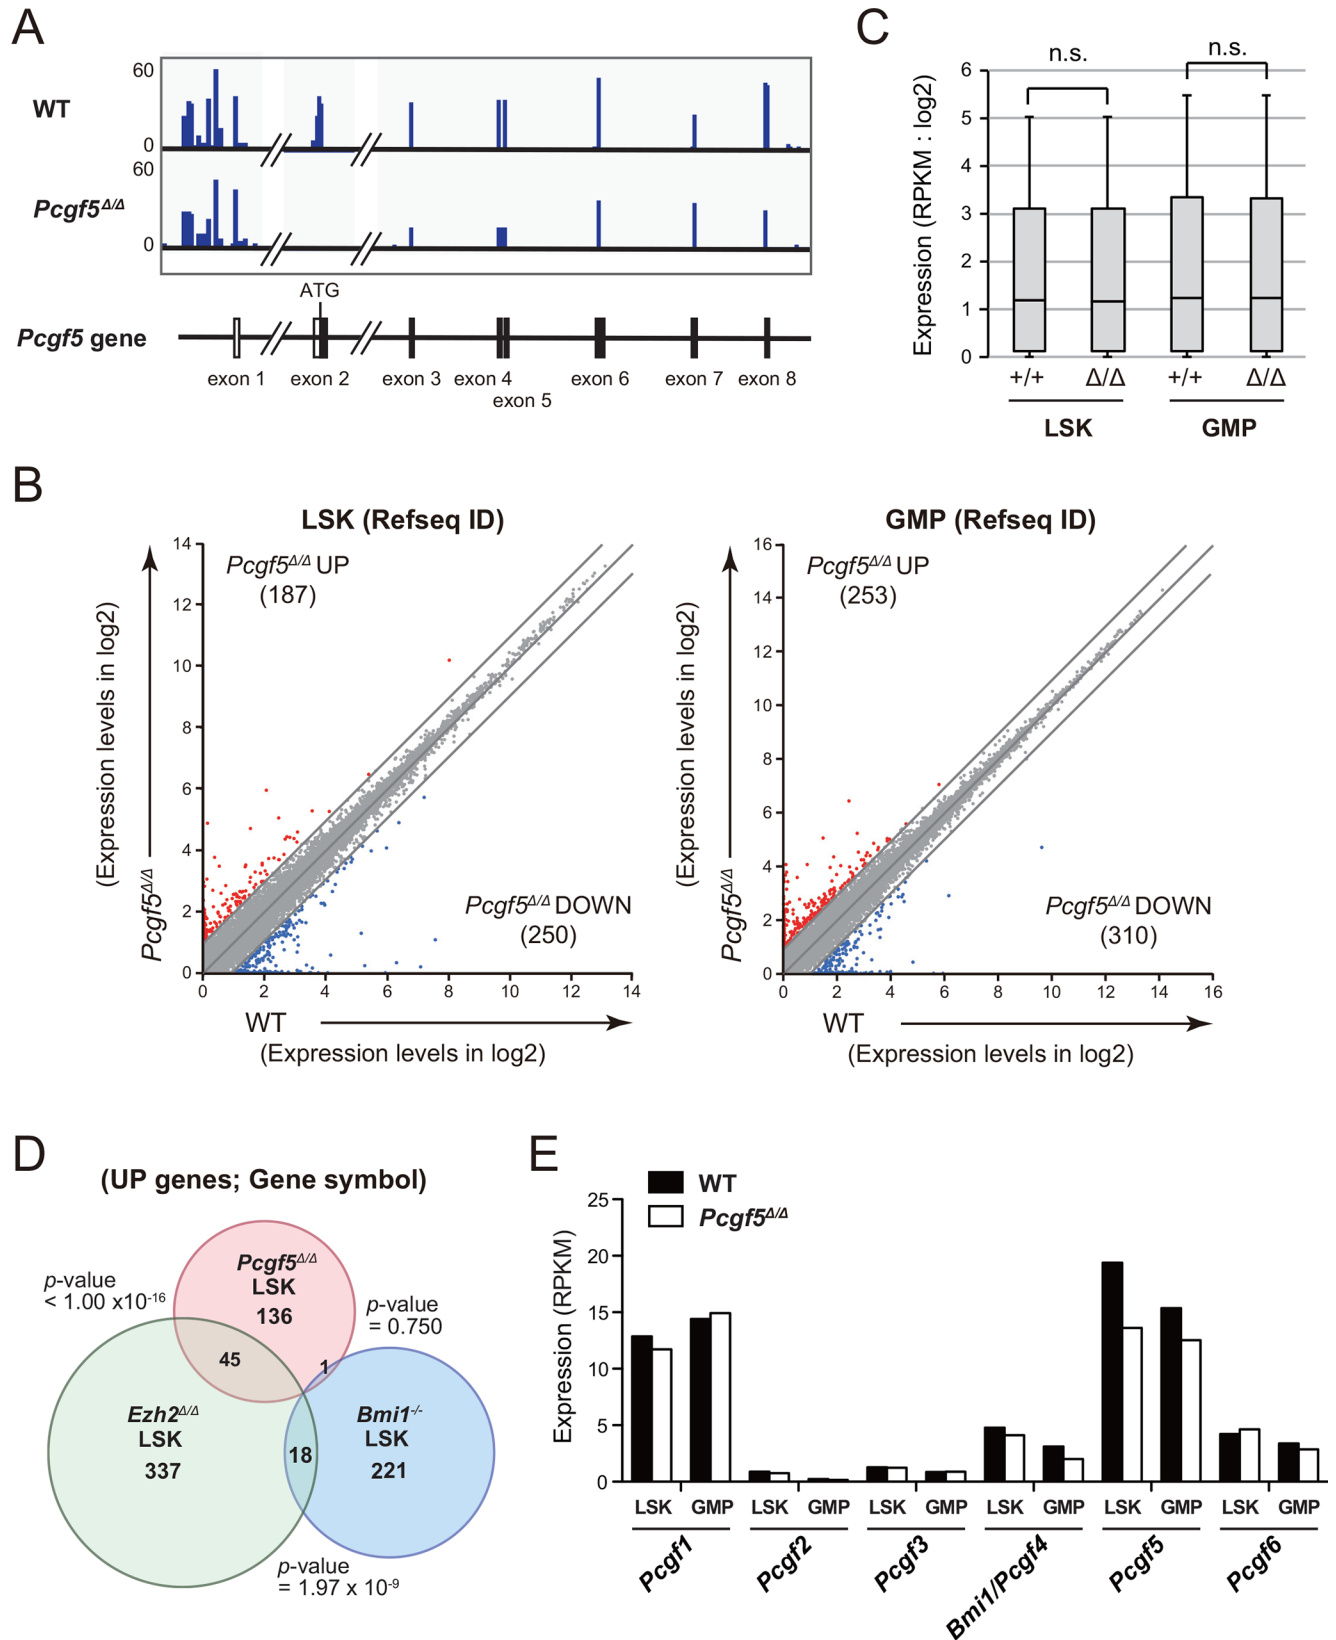 A
60
WT
0
60
Pcgf5Δ/Δ
0
ATG
Pcgf5 gene
exon 1 exon 2 exon 3 exon 4 exon 6 exon 7 exon 8
exon 5
C
n.s. n.s.
Expression (RPKM : log2)
6
5
4
3
2
1
0
+/+ Δ/Δ +/+ Δ/Δ
LSK GMP
B
LSK (Refseq ID)
Pcgf5Δ/Δ UP
(187)
Pcgf5Δ/Δ
(Expression levels in log2)
14
12
10
8
6
4
2
0
Pcgf5Δ/Δ DOWN
(250)
0 2 4 6 8 10 12 14
WT
(Expression levels in log2)
GMP (Refseq ID)
Pcgf5Δ/Δ UP
(253)
Pcgf5Δ/Δ
(Expression levels in log2)
16
14
12
10
8
6
4
2
0
Pcgf5Δ/Δ DOWN
(310)
0 2 4 6 8 10 12 14 16
WT
(Expression levels in log2)
D
(UP genes; Gene symbol)
Pcgf5Δ/Δ
LSK
136
p-value
< 1.00 x10-16
p-value
= 0.750
45
1
Ezh2Δ/Δ
LSK
337
18
Bmi1-/-
LSK
221
p-value
= 1.97 x 10-9
E
WT
Pcgf5Δ/Δ
Expression (RPKM)
25
20
15
10
5
0
LSK GMP LSK GMP LSK GMP LSK GMP LSK GMP LSK GMP
Pcgf1 Pcgf2 Pcgf3 Bmi1/Pcgf4 Pcgf5 Pcgf6